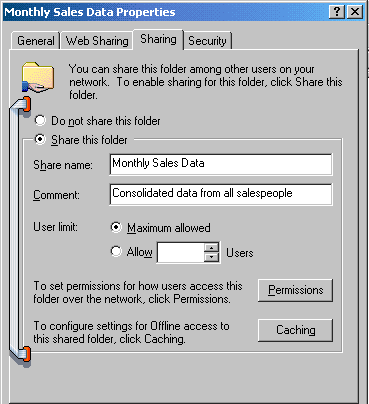 Monthly Sales Data Properties
General Web Sharing Sharing Security
You can share this folder among other users on your
network. To enable sharing for this folder, click Share this
folder.
Do not share this folder
Share this folder
Share name: Monthly Sales Data
Comment: Consolidated data from all salespeople
User limit: Maximum allowed
Allow Users
To set permissions for how users access this
folder over the network, click Permissions. Permissions
To configure settings for Offline access to
this shared folder, click Caching. Caching